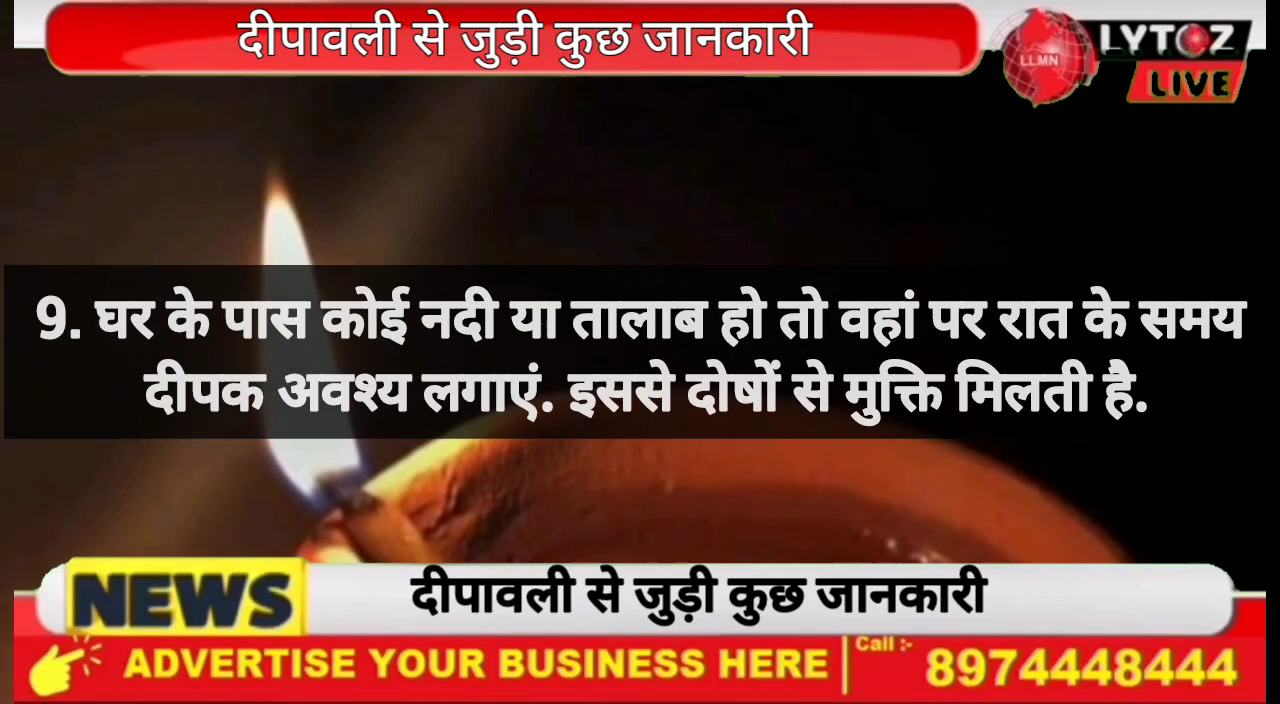 दीपावली से जुड़ी कुछ जानकारी
LLMN
LYTOZ
LIVE
9. घर के पास कोई नदी या तालाब हो तो वहां पर रात के समय
दीपक अवश्य लगाएं. इससे दोषों से मुक्ति मिलती है.
NEWS
दीपावली से जुड़ी कुछ जानकारी
ADVERTISE YOUR BUSINESS HERE
Call :-
8974448444